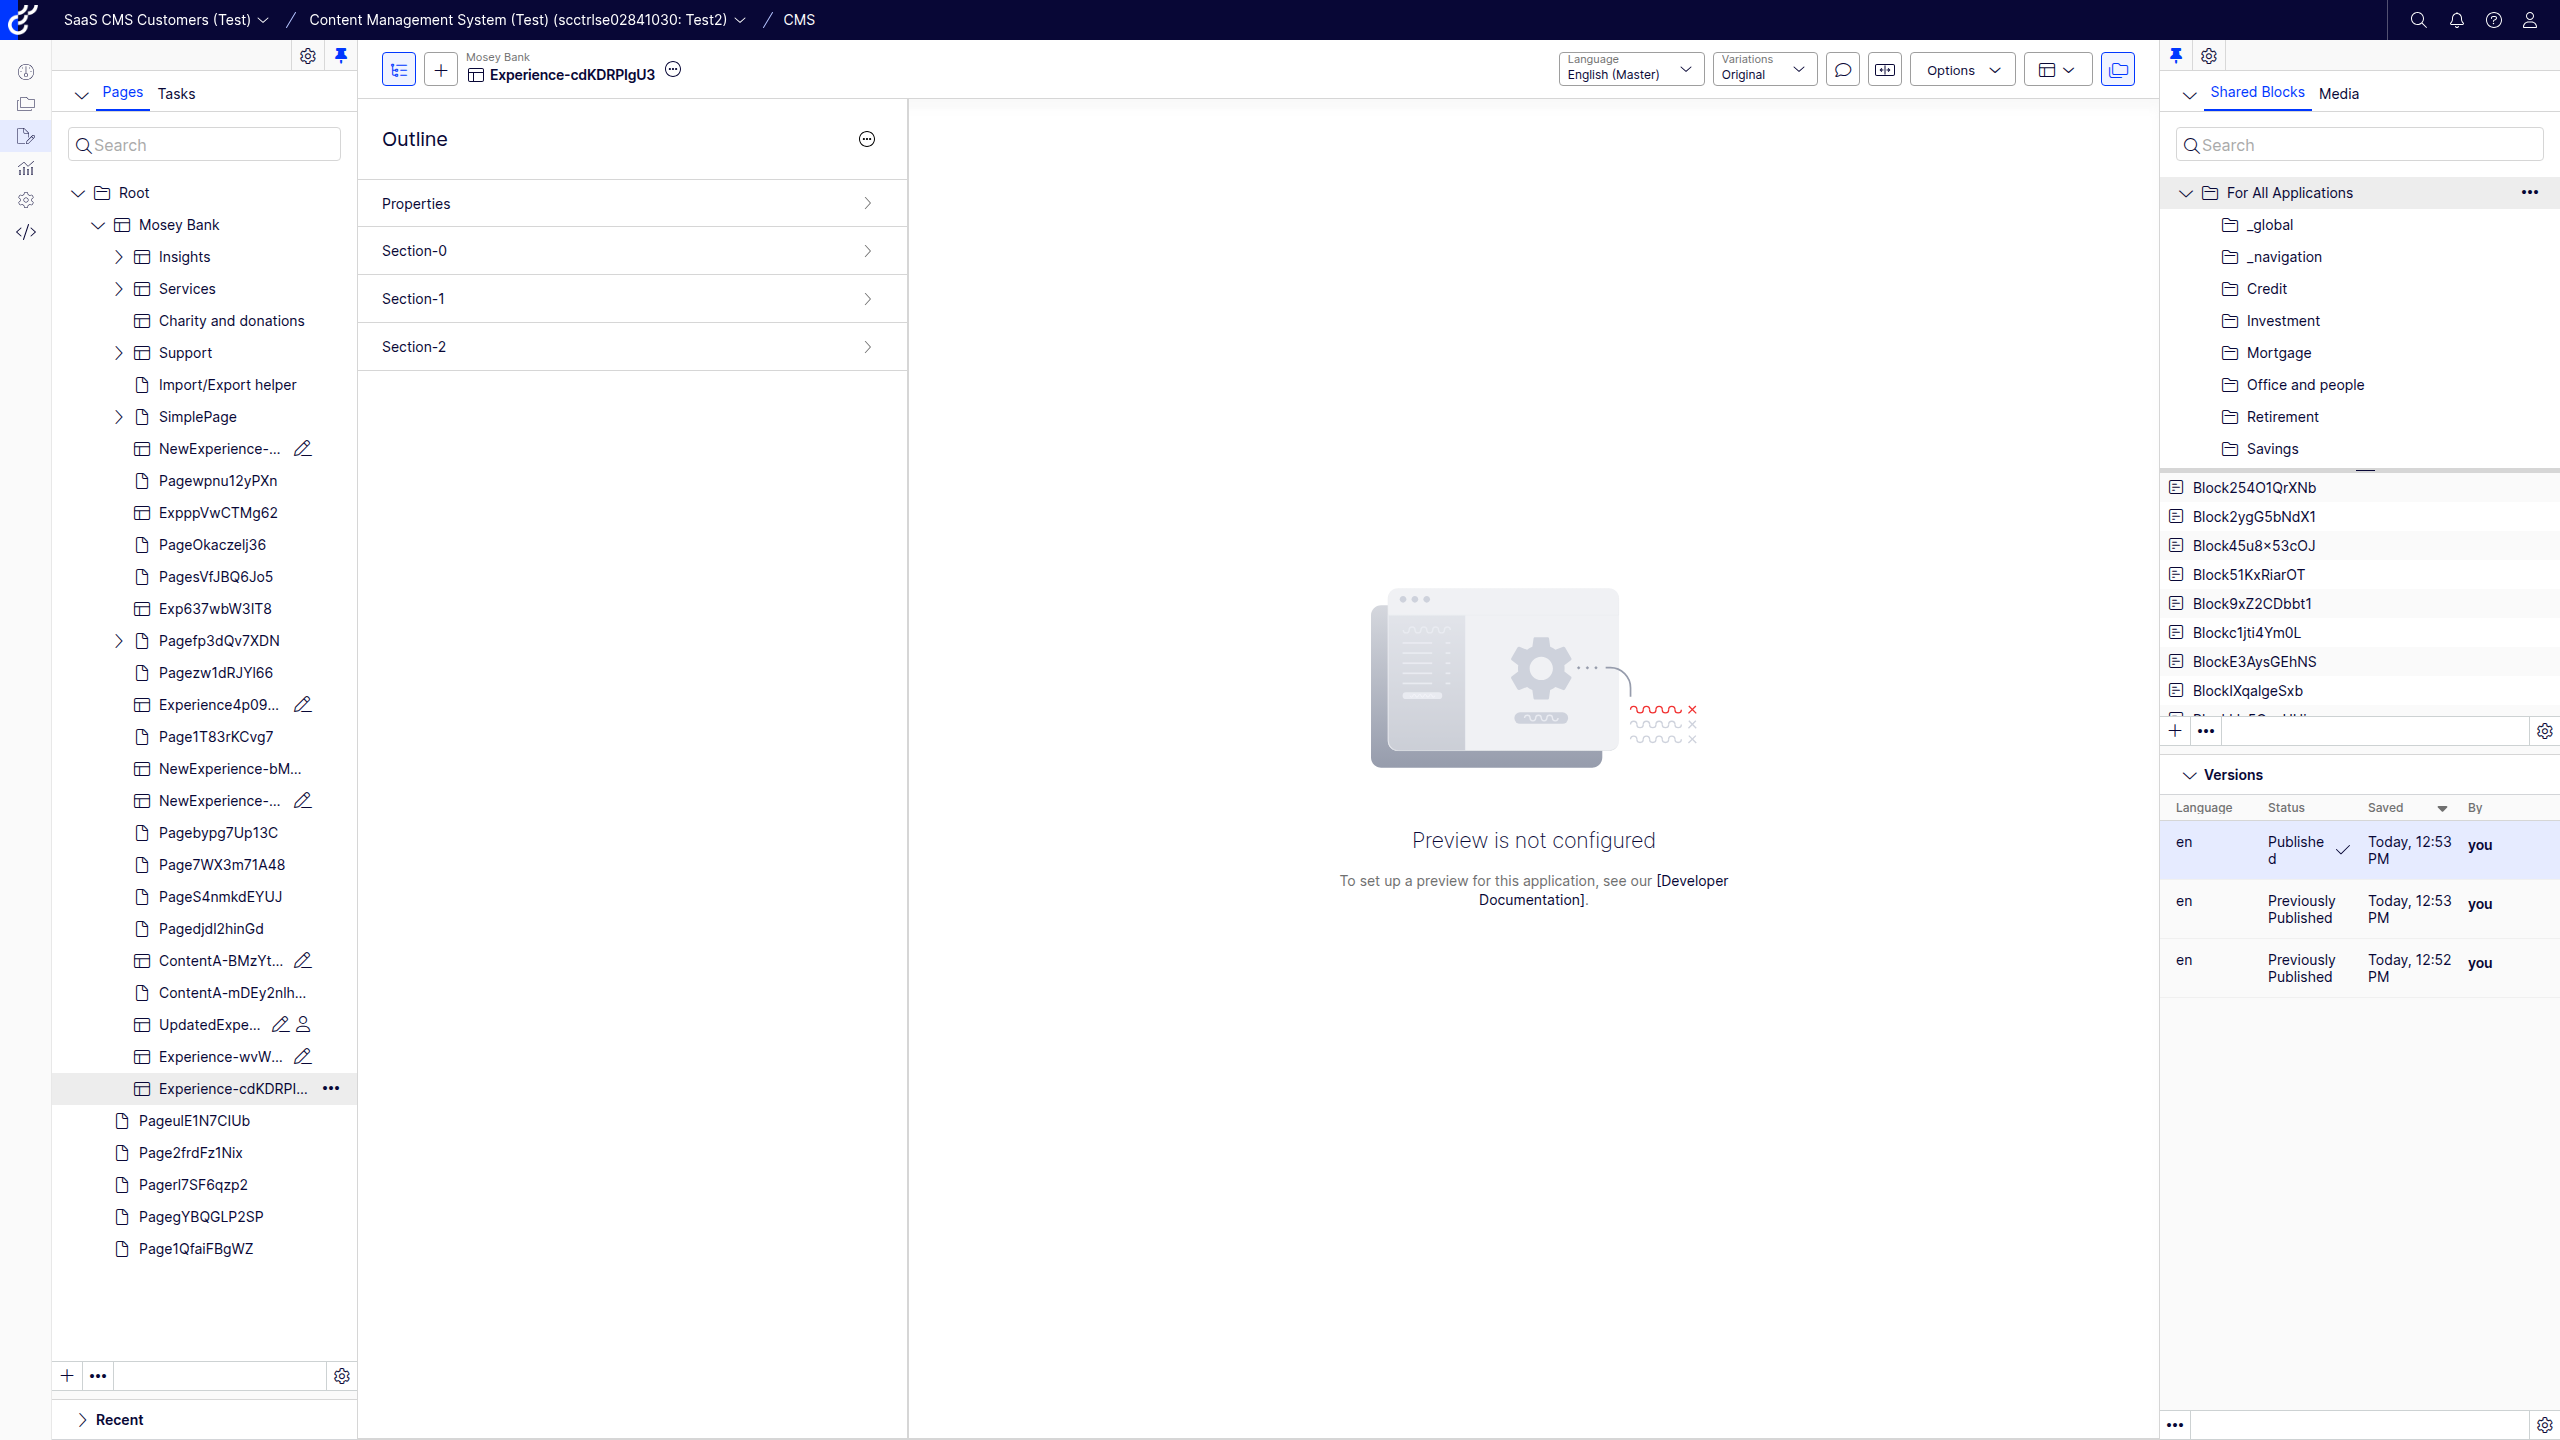 SaaS CMS Customers (Test)
Content Management System (Test) (scctrlse02841030: Test2)
CMS
Pages
Tasks
Search
Root
Mosey Bank
Insights
Services
Charity and donations
Support
Import/Export helper
SimplePage
NewExperience-...
Pagewpnu12yPXn
ExpppVwCTMg62
PageOkaczelj36
PagesVfJBQ6Jo5
Exp637wbW3IT8
Pagefp3dQv7XDN
Pagezw1dRJYl66
Experience4p09...
Page1T83rKCvg7
NewExperience-bM...
NewExperience-...
Pagebypg7Up13C
Page7WX3m71A48
PageS4nmkdEYUJ
Pagedjdl2hinGd
ContentA-BMzYt...
ContentA-mDEy2nlh...
UpdatedExpe...
Experience-wvW...
Experience-cdKDRPI...
PageulE1N7ClUb
Page2frdFz1Nix
Pagerl7SF6qzp2
PagegYBQGLP2SP
Page1QfaiFBgWZ
Recent
Mosey Bank
Experience-cdKDRPIgU3
Language
English (Master)
Variations
Original
Options
Outline
Properties
Section-0
Section-1
Section-2
Preview is not configured
To set up a preview for this application, see our [Developer
Documentation].
Shared Blocks
Media
Search
For All Applications
_global
_navigation
Credit
Investment
Mortgage
Office and people
Retirement
Savings
Block254O1QrXNb
Block2ygG5bNdX1
Block45u8x53cOJ
Block51KxRiarOT
Block9xZ2CDbbt1
Blockc1jti4Ym0L
BlockE3AysGEhNS
BlockIXqaIgeSxb
Versions
Language Status Saved By
en Publishe Today, 12:53 you
d PM
en Previously Today, 12:53 you
Published PM
en Previously Today, 12:52 you
Published PM